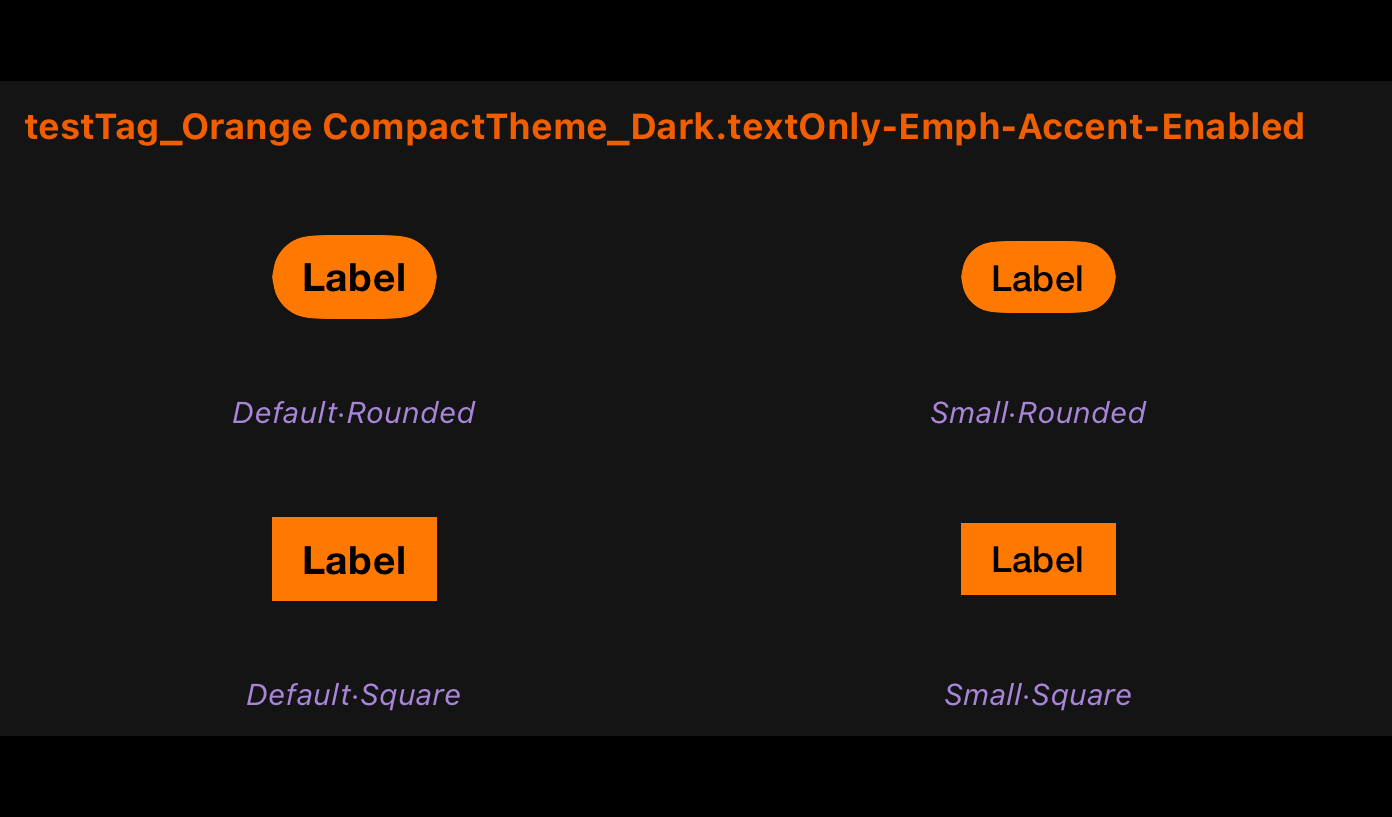 testTag_Orange CompactTheme_Dark.textOnly-Emph-Accent-Enabled
Label
Label
Default·Rounded
Small·Rounded
Label
Label
Default·Square
Small·Square